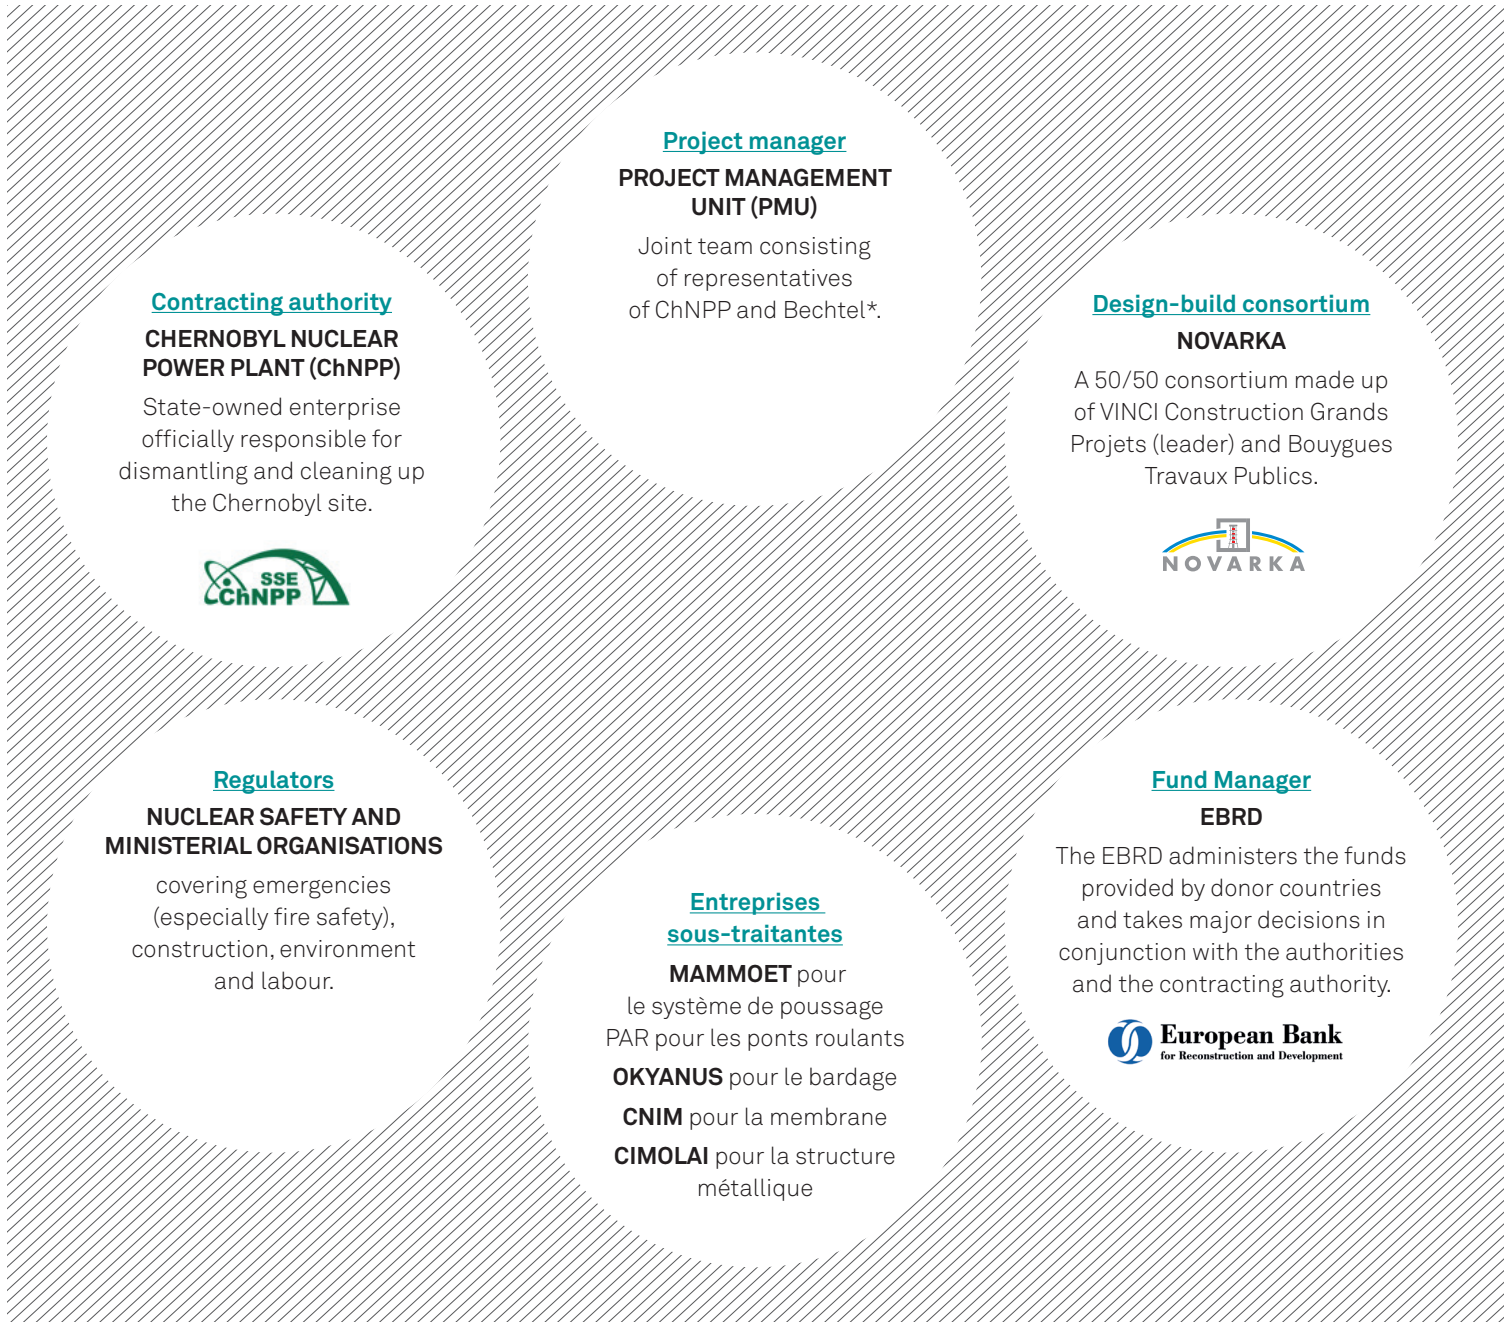 Project manager
PROJECT MANAGEMENT
UNIT (PMU)
Joint team consisting
of representatives
of ChNPP and Bechtel*.
Contracting authority
CHERNOBYL NUCLEAR
POWER PLANT (ChNPP)
State-owned enterprise
officially responsible for
dismantling and cleaning up
the Chernobyl site.
SSE
ChNPP
Design-build consortium
NOVARKA
A 50/50 consortium made up
of VINCI Construction Grands
Projets (leader) and Bouygues
Travaux Publics.
NOVARKA
Regulators
NUCLEAR SAFETY AND
MINISTERIAL ORGANISATIONS
covering emergencies
(especially fire safety),
construction, environment
and labour.
Entreprises
sous-traitantes
MAMMOET pour
le système de poussage
PAR pour les ponts roulants
OKYANUS pour le bardage
CNIM pour la membrane
CIMOLAI pour la structure
métallique
Fund Manager
EBRD
The EBRD administers the funds
provided by donor countries
and takes major decisions in
conjunction with the authorities
and the contracting authority.
European Bank
for Reconstruction and Development